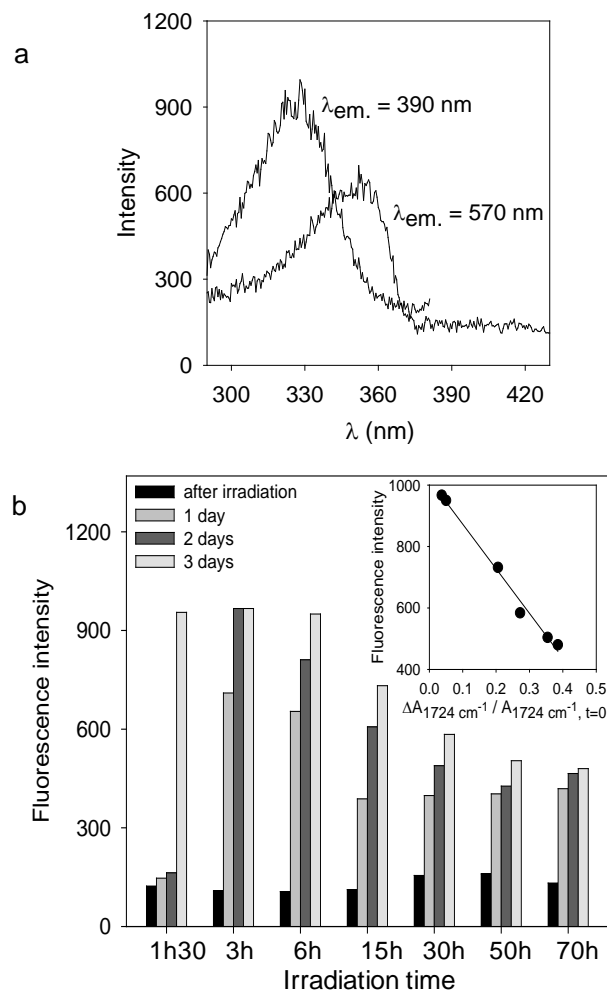 a
1200
900
600
300
0
Intensity
λem. = 390 nm
λem. = 570 nm
300 330 360 390 420
λ (nm)
b
1200
900
600
300
0
Fluorescence intensity
after irradiation
1 day
2 days
3 days
1000
800
600
400
Fluorescence intensity
0.0 0.1 0.2 0.3 0.4 0.5
ΔA1724 cm-1 / A1724 cm-1, t=0
1h30 3h 6h 15h 30h 50h 70h
Irradiation time